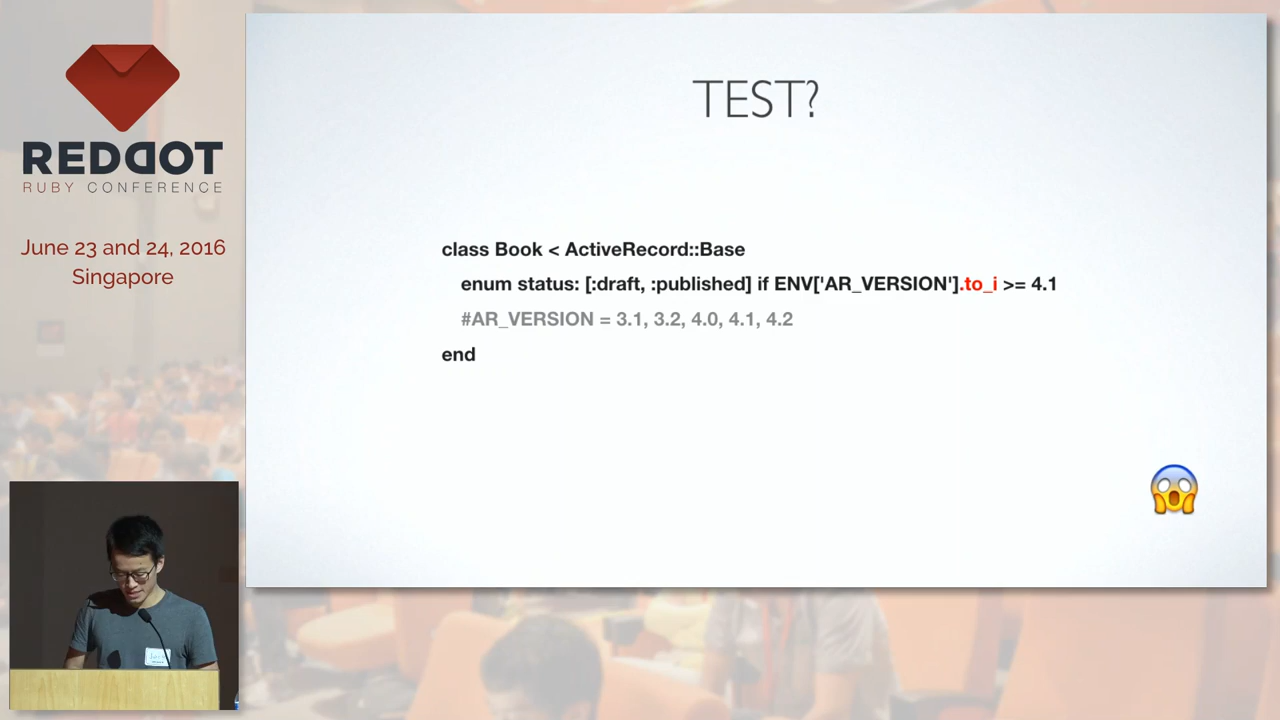 REDDOT
RUBY CONFERENCE
June 23 and 24, 2016
Singapore
TEST?
class Book < ActiveRecord::Base
enum status: [:draft, :published] if ENV['AR_VERSION'].to_i >= 4.1
#AR_VERSION = 3.1, 3.2, 4.0, 4.1, 4.2
end